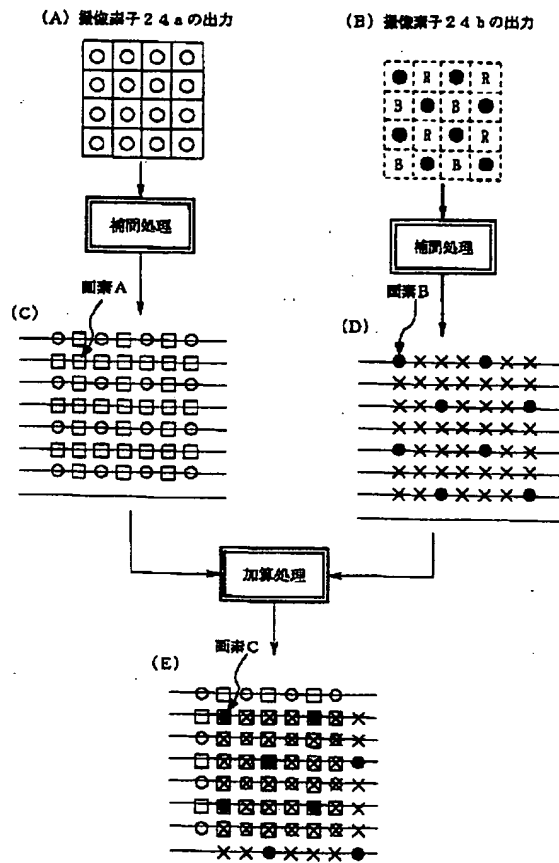 (A) 撮像素子24aの出力
(B) 撮像素子24bの出力
R R
B B
R R
B B
補間処理
補間処理
画素A
画素B
(C)
(D)
加算処理
画素C
(E)